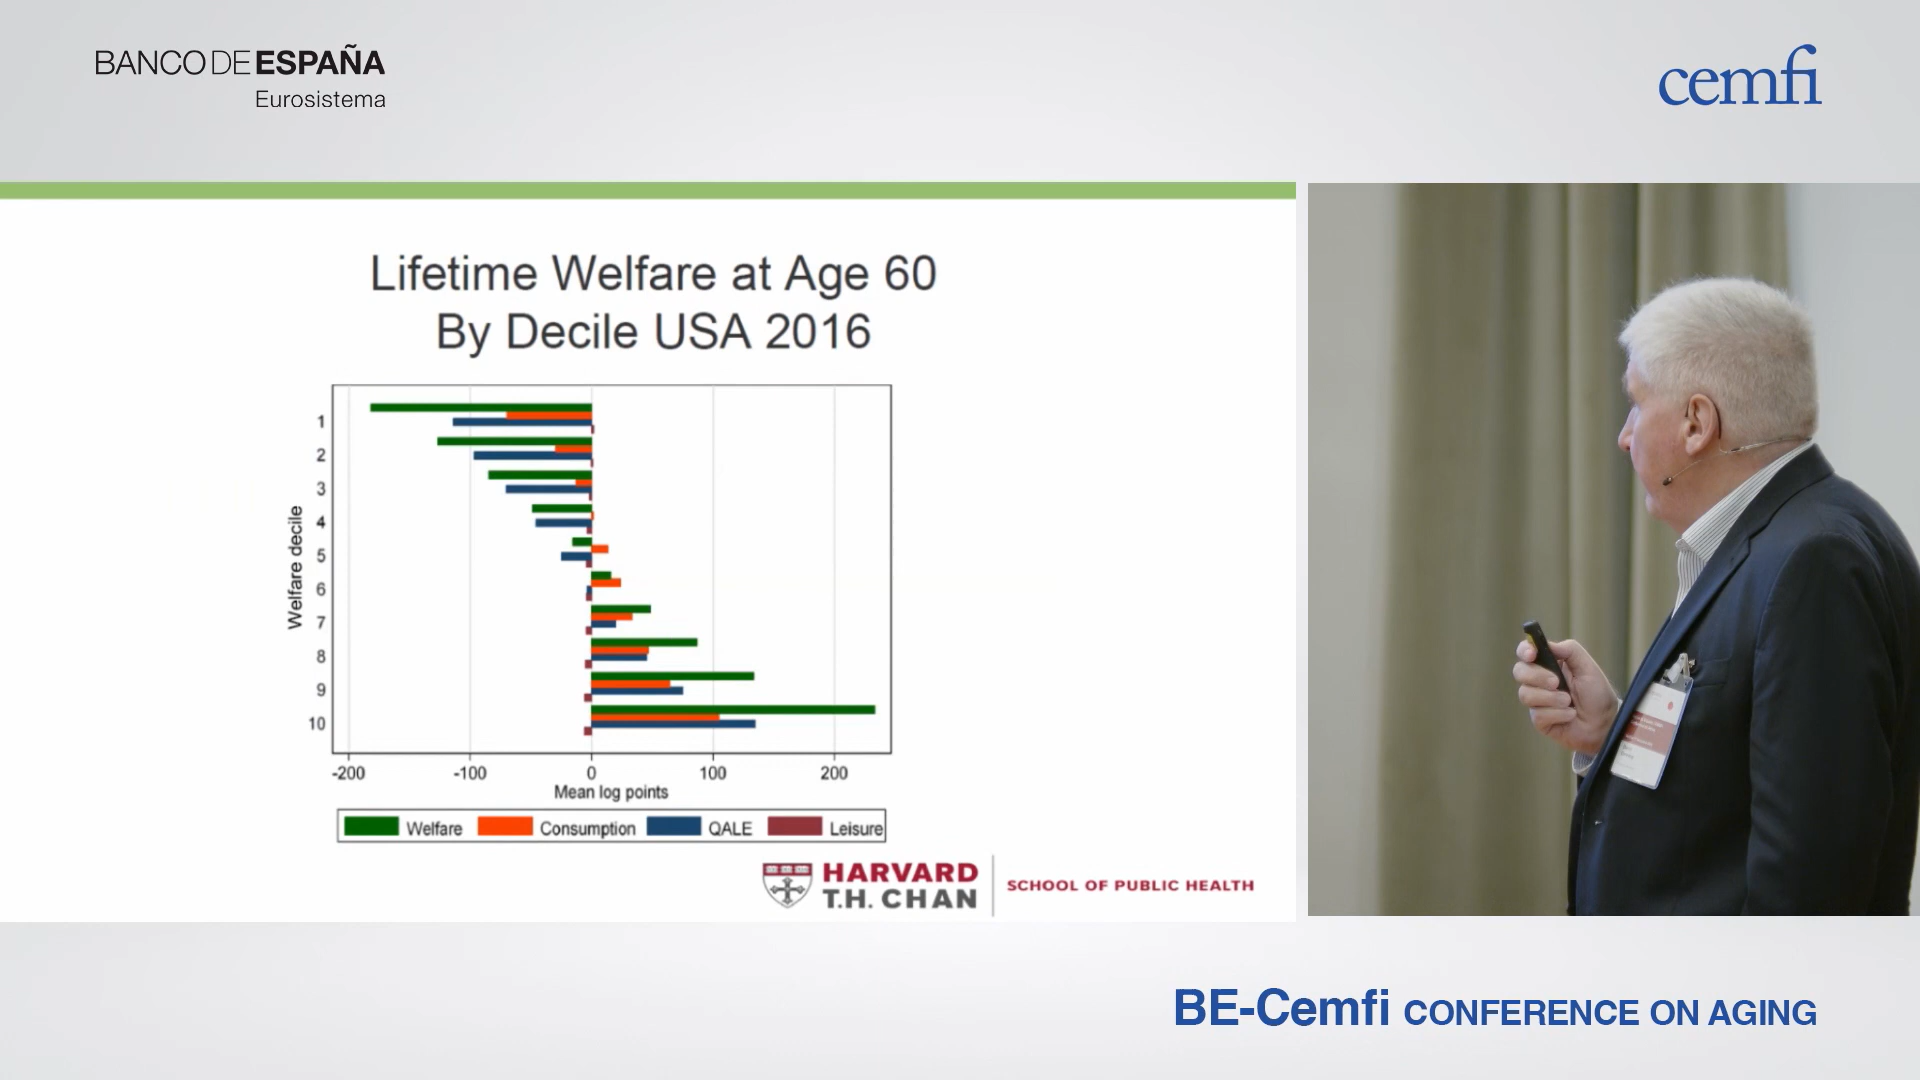 BANCO DE ESPAÑA
Eurosistema
cemfi
Lifetime Welfare at Age 60
By Decile USA 2016
Welfare decile
1
2
3
4
5
6
7
8
9
10
-200 -100 0 100 200
Mean log points
Welfare Consumption QALE Leisure
HARVARD
T.H. CHAN
SCHOOL OF PUBLIC HEALTH
BE-Cemfi CONFERENCE ON AGING